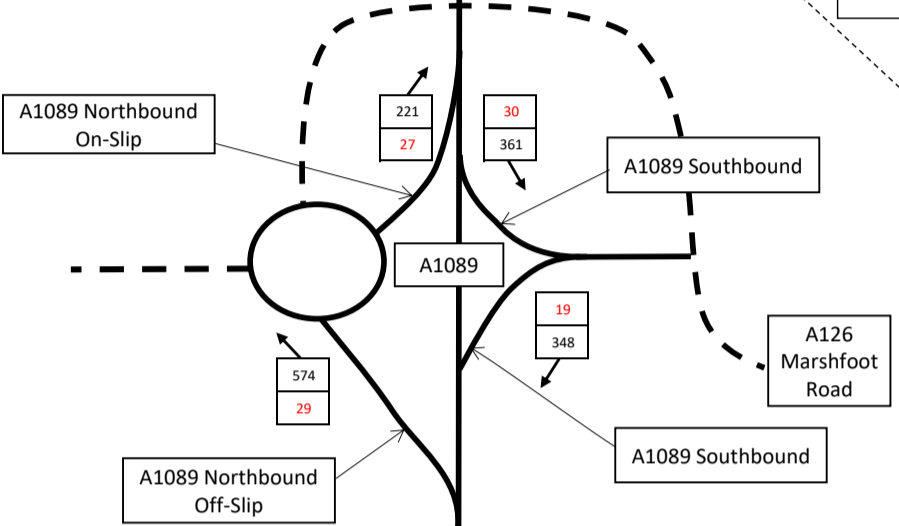 A1089 Northbound
On-Slip
221
27
30
361
A1089 Southbound
A1089
19
348
A126
Marshfoot
Road
574
29
A1089 Southbound
A1089 Northbound
Off-Slip